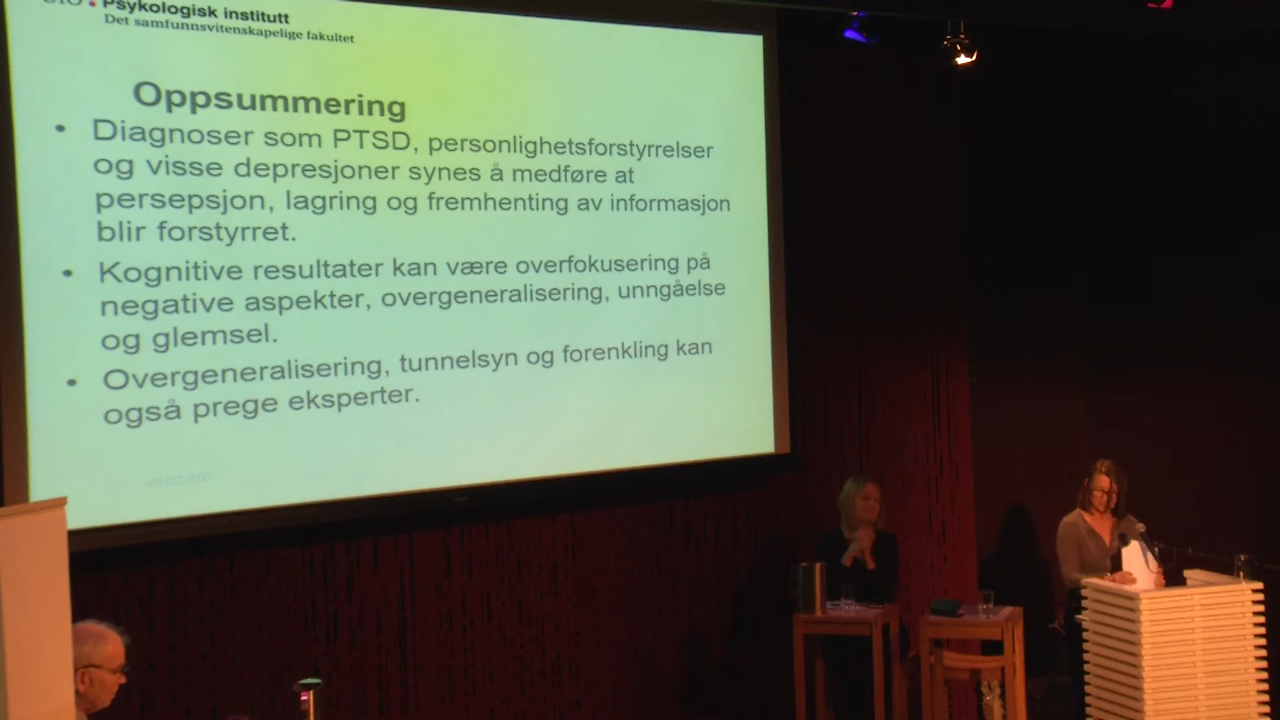 Psykologisk institutt
Det samfunnsvitenskapelige fakultet
Oppsummering
• Diagnoser som PTSD, personlighetsforstyrrelser
og visse depresjoner synes å medføre at
persepsjon, lagring og fremhenting av informasjon
blir forstyrret.
• Kognitive resultater kan være overfokusering på
negative aspekter, overgeneralisering, unngåelse
og glemsel.
• Overgeneralisering, tunnelsyn og forenkling kan
også prege eksperter.